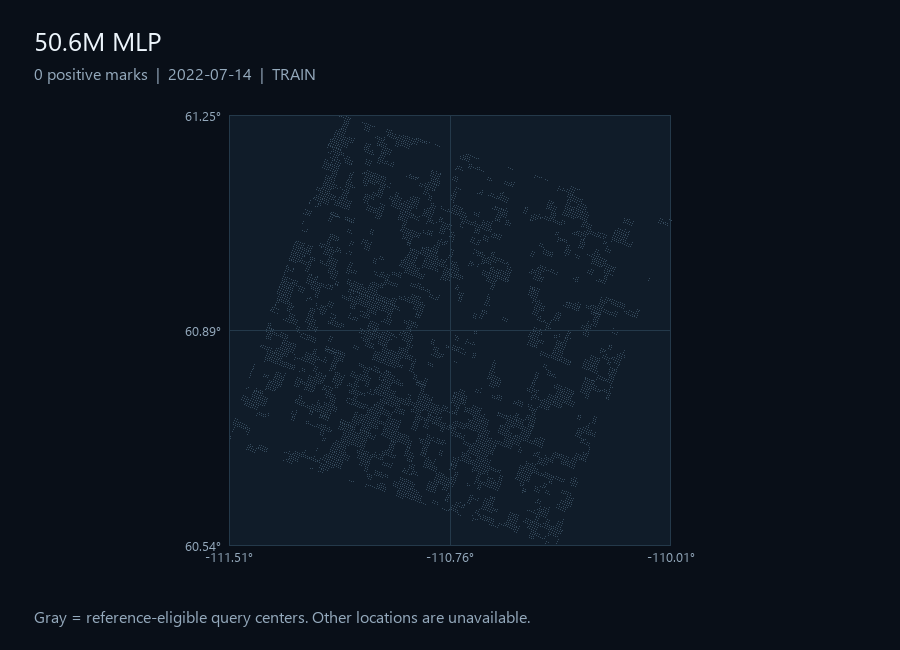 50.6M MLP
0 positive marks | 2022-07-14 | TRAIN
61.25°
60.89°
60.54°
-111.51° -110.76° -110.01°
Gray = reference-eligible query centers. Other locations are unavailable.